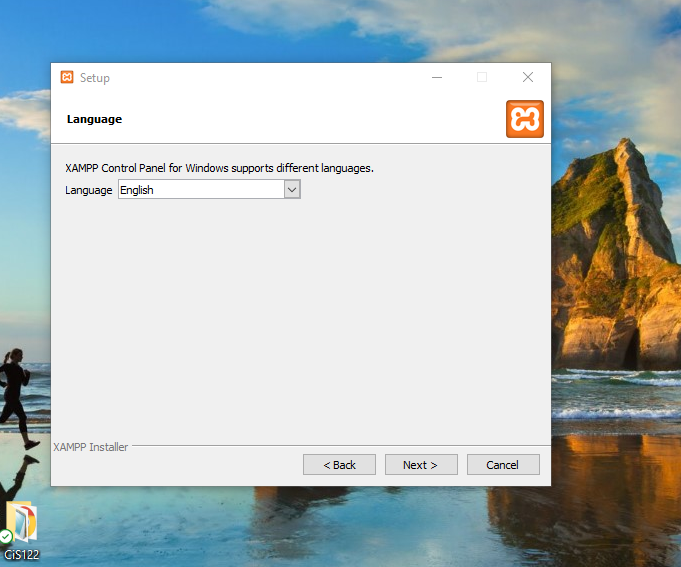 Setup
Language
XAMPP Control Panel for Windows supports different languages.
Language English
XAMPP Installer
< Back Next > Cancel
CiS122